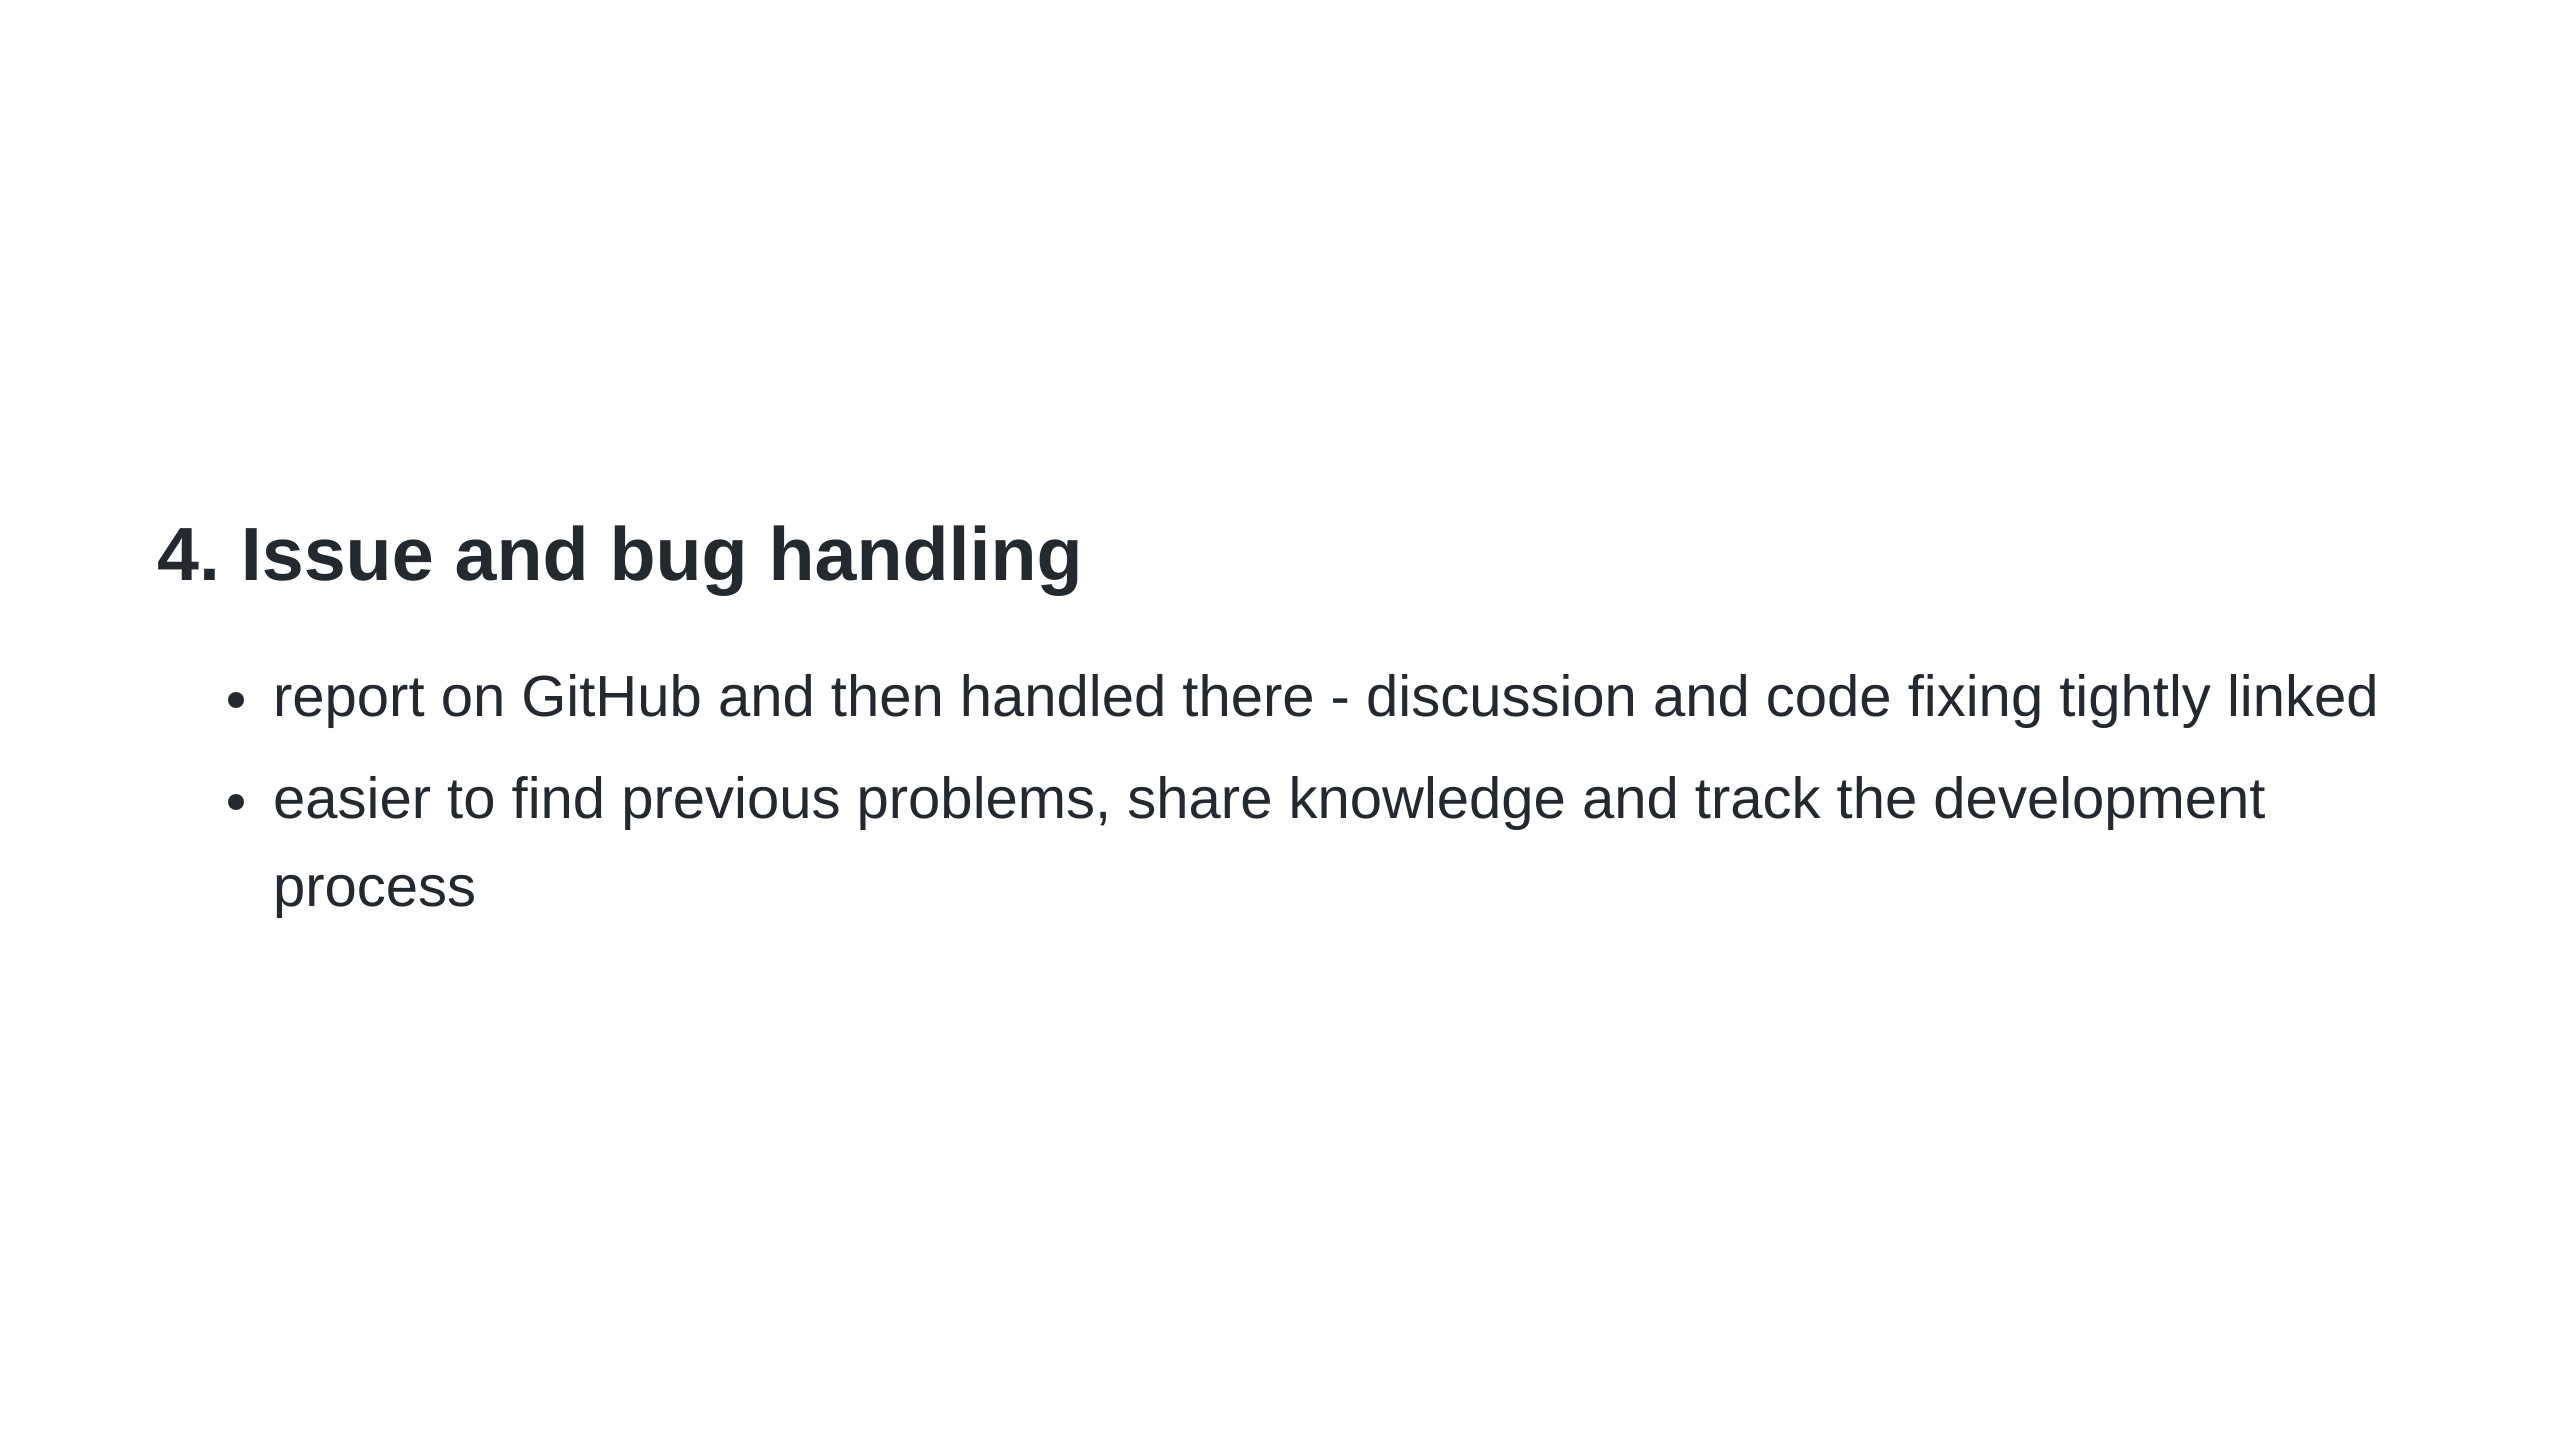 4. Issue and bug handling
• report on GitHub and then handled there - discussion and code fixing tightly linked
• easier to find previous problems, share knowledge and track the development
process